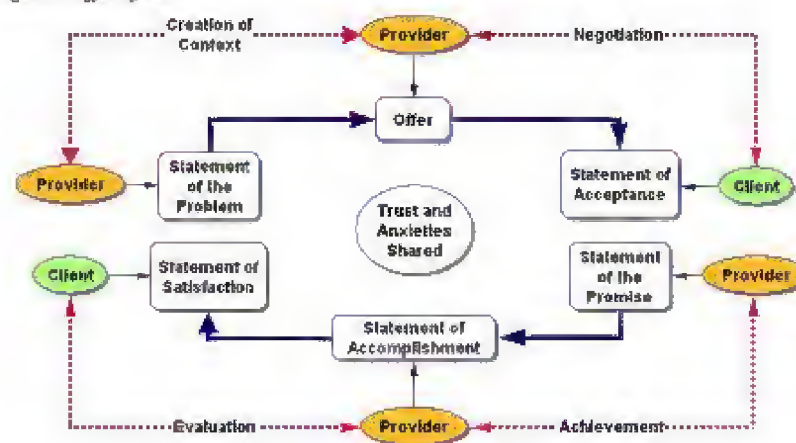 Creation of
Context
Provider
Negotiation
Offer
Provider
Statement
of the
Problem
Statement of
Acceptance
Client
Trust and
Anxieties
Shared
Client
Statement of
Satisfaction
Statement
of the
Promise
Provider
Statement of
Accomplishment
Evaluation
Provider
Achievement